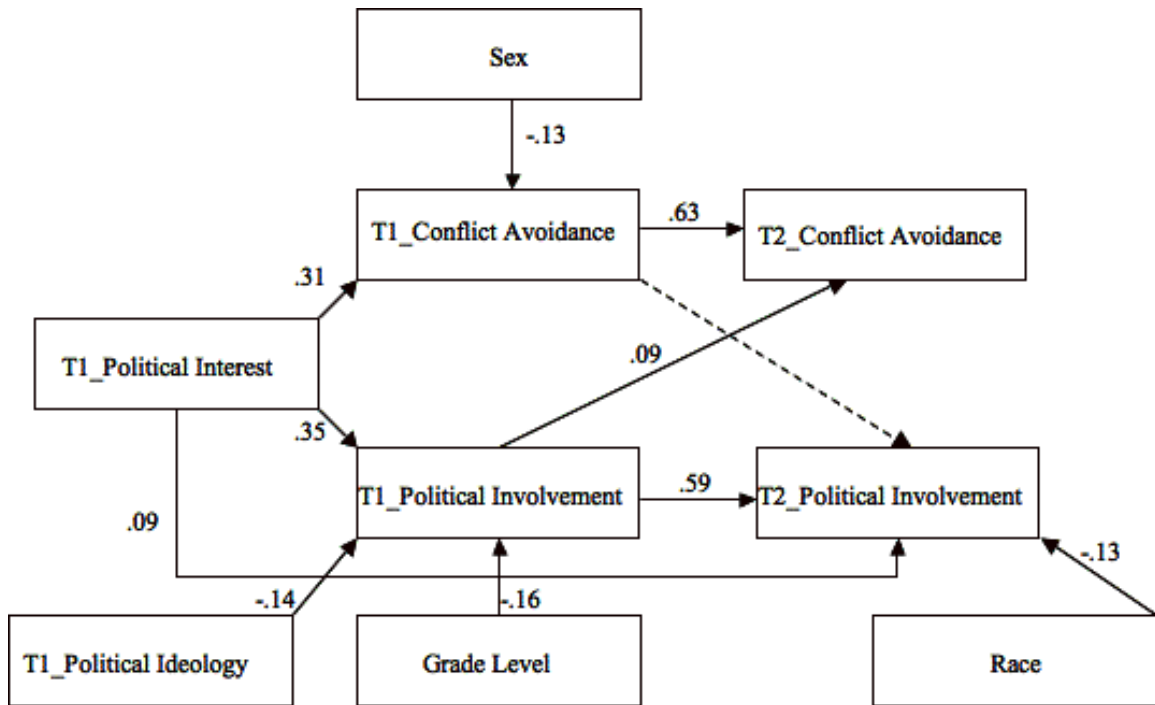 Sex
-.13
T1_Conflict Avoidance
.63
T2_Conflict Avoidance
.31
T1_Political Interest
.09
.35
T1_Political Involvement
.59
T2_Political Involvement
.09
-.13
-.14
-.16
T1_Political Ideology
Grade Level
Race